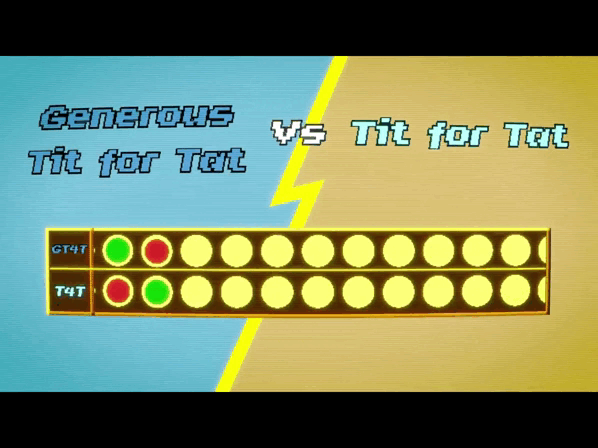 Generous
Tit for Tat
Vs Tit for Tat
GT4T
T4T